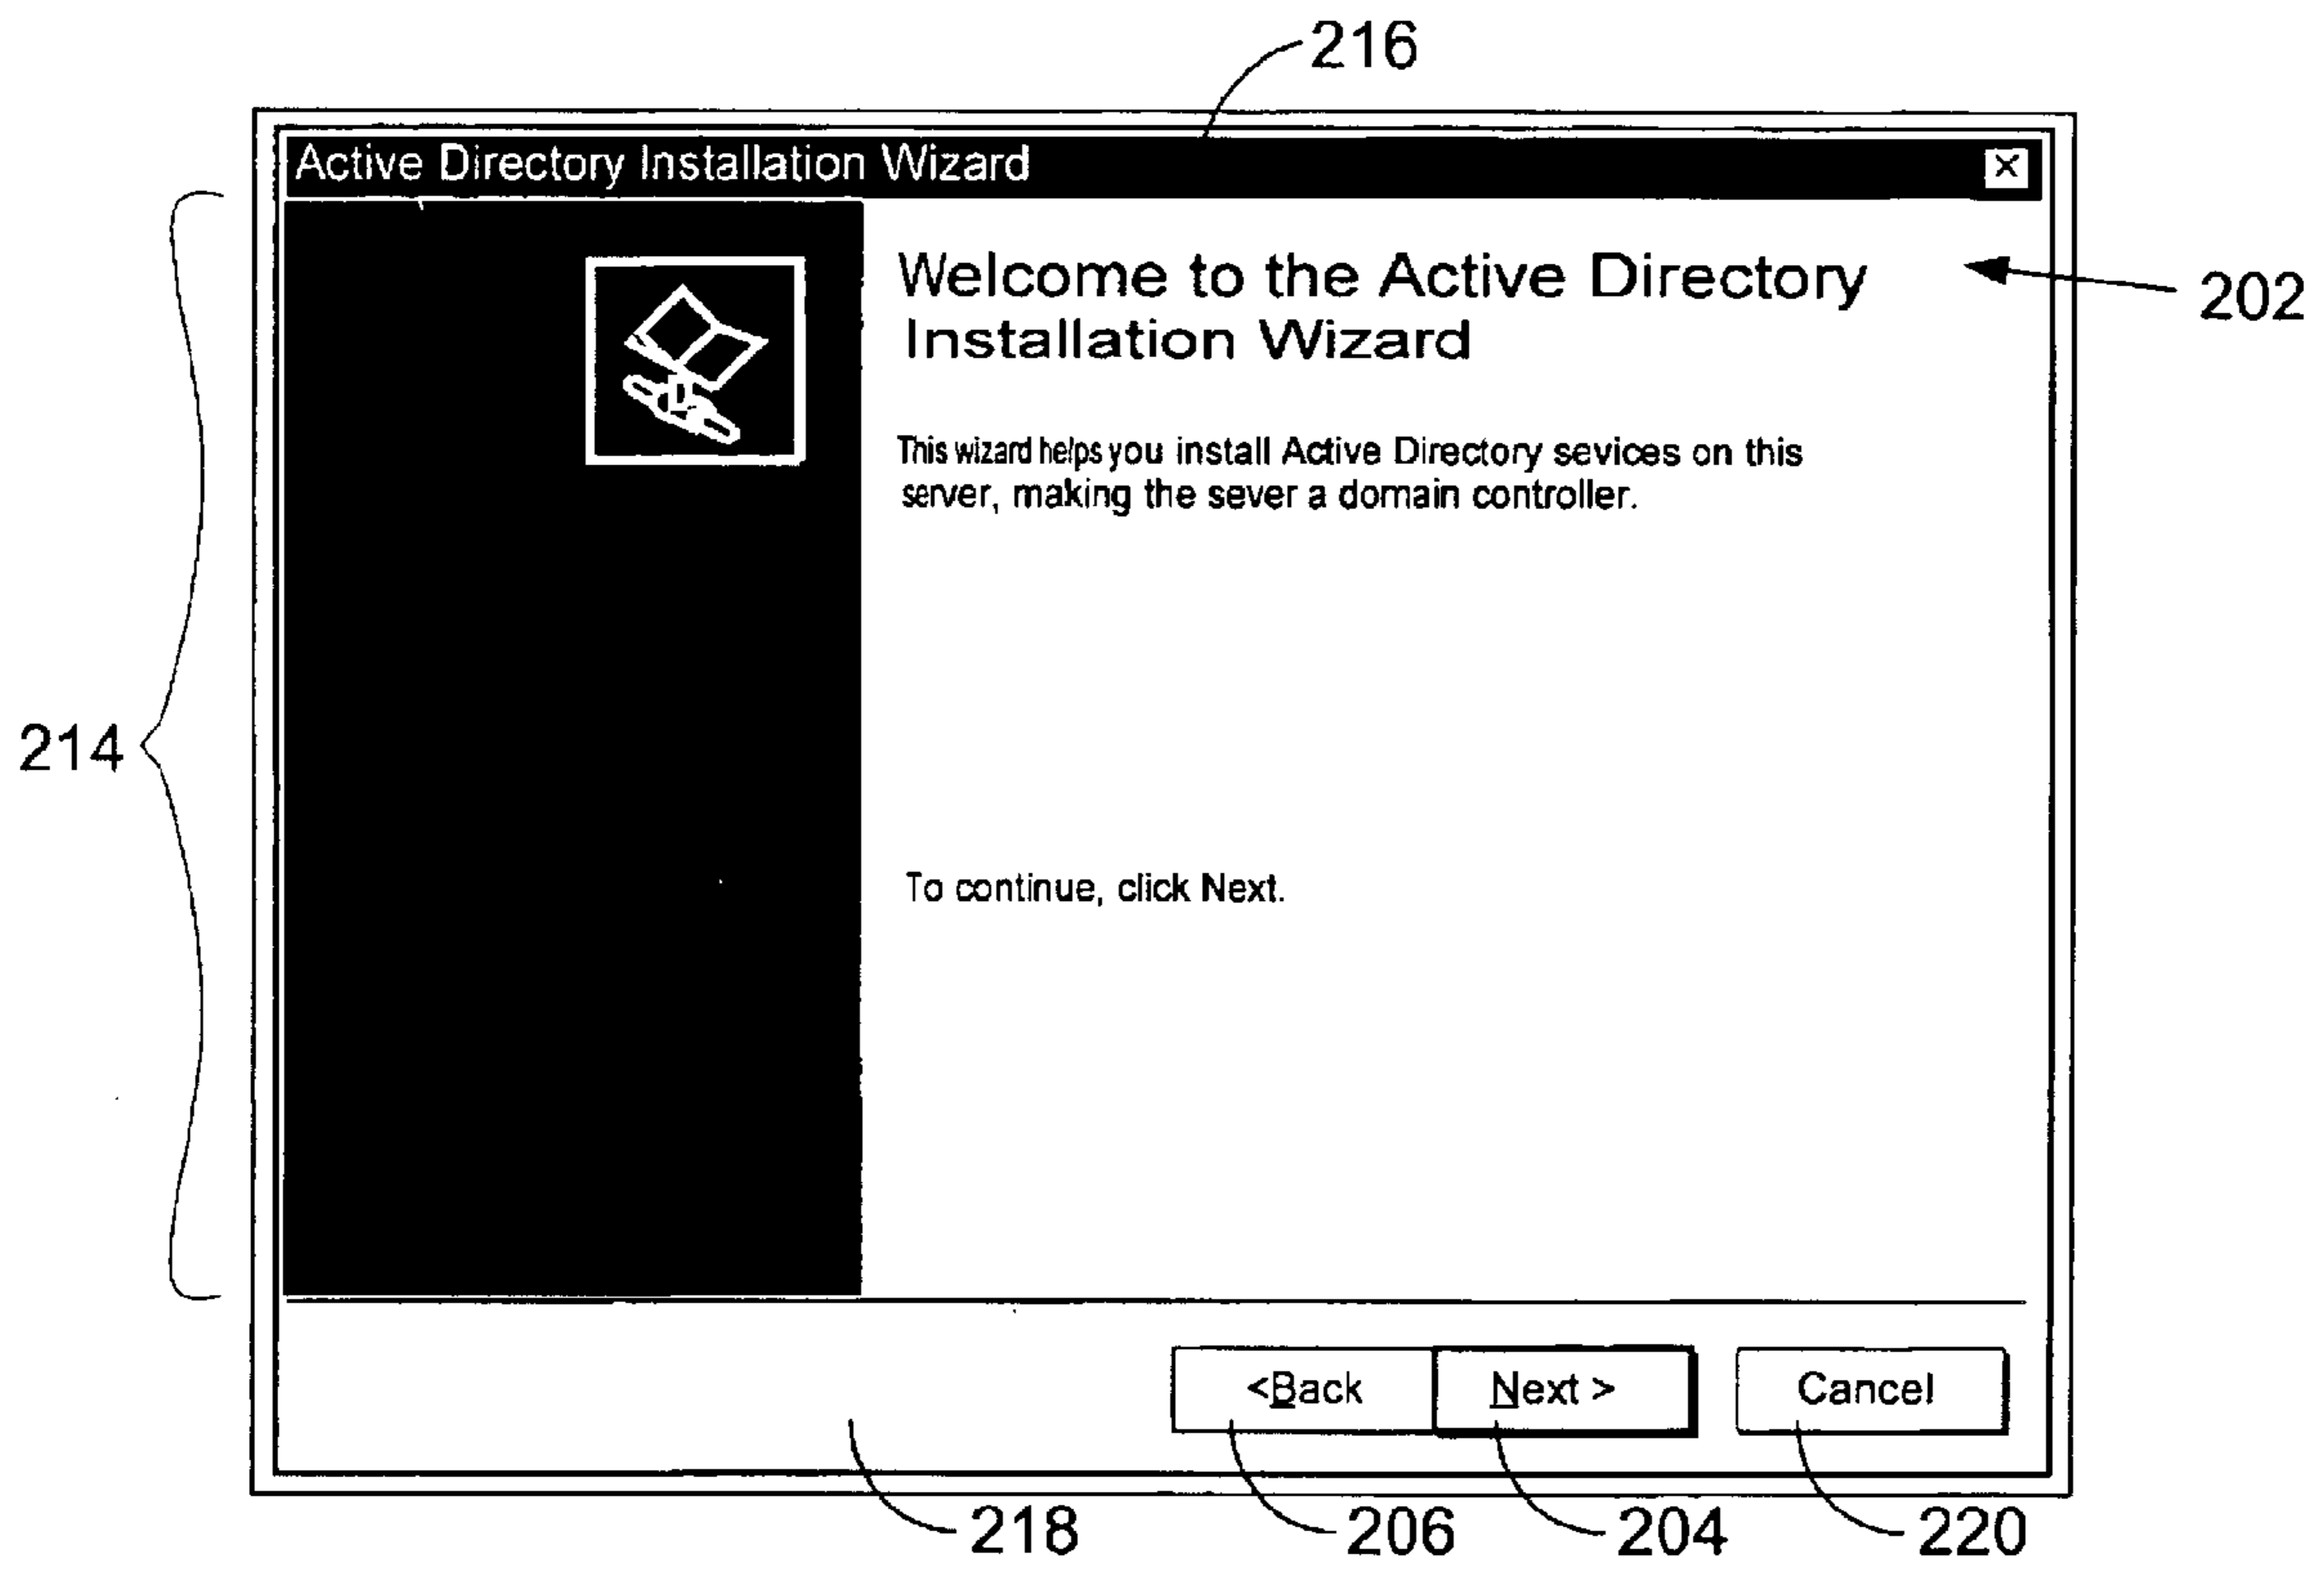 216
Active Directory Installation Wizard
Welcome to the Active Directory
Installation Wizard
202
This wizard helps you install Active Directory sevices on this
server, making the sever a domain controller.
214
To continue, click Next.
<Back
Next >
Cancel
218
206
204
220